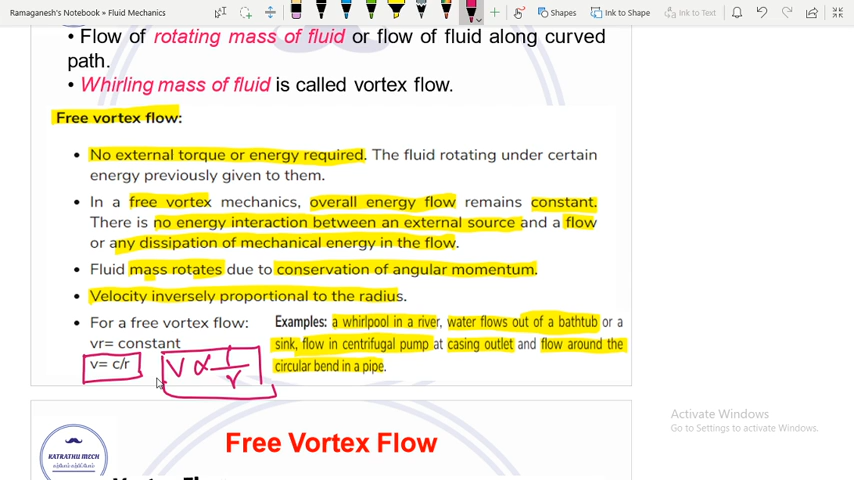 Ramaganesh's Notebook » Fluid Mechanics
Shapes
Ink to Shape
Ink to Text
Share
• Flow of rotating mass of fluid or flow of fluid along curved
path.
• Whirling mass of fluid is called vortex flow.
Free vortex flow:
• No external torque or energy required. The fluid rotating under certain
energy previously given to them.
• In a free vortex mechanics, overall energy flow remains constant.
There is no energy interaction between an external source and a flow
or any dissipation of mechanical energy in the flow.
• Fluid mass rotates due to conservation of angular momentum.
• Velocity inversely proportional to the radius.
• For a free vortex flow:
vr= constant
v= c/r
V ∝ 1/r
Examples: a whirlpool in a river, water flows out of a bathtub or a
sink, flow in centrifugal pump at casing outlet and flow around the
circular bend in a pipe.
Activate Windows
Go to Settings to activate Windows.
Free Vortex Flow
KATRATHU MECH